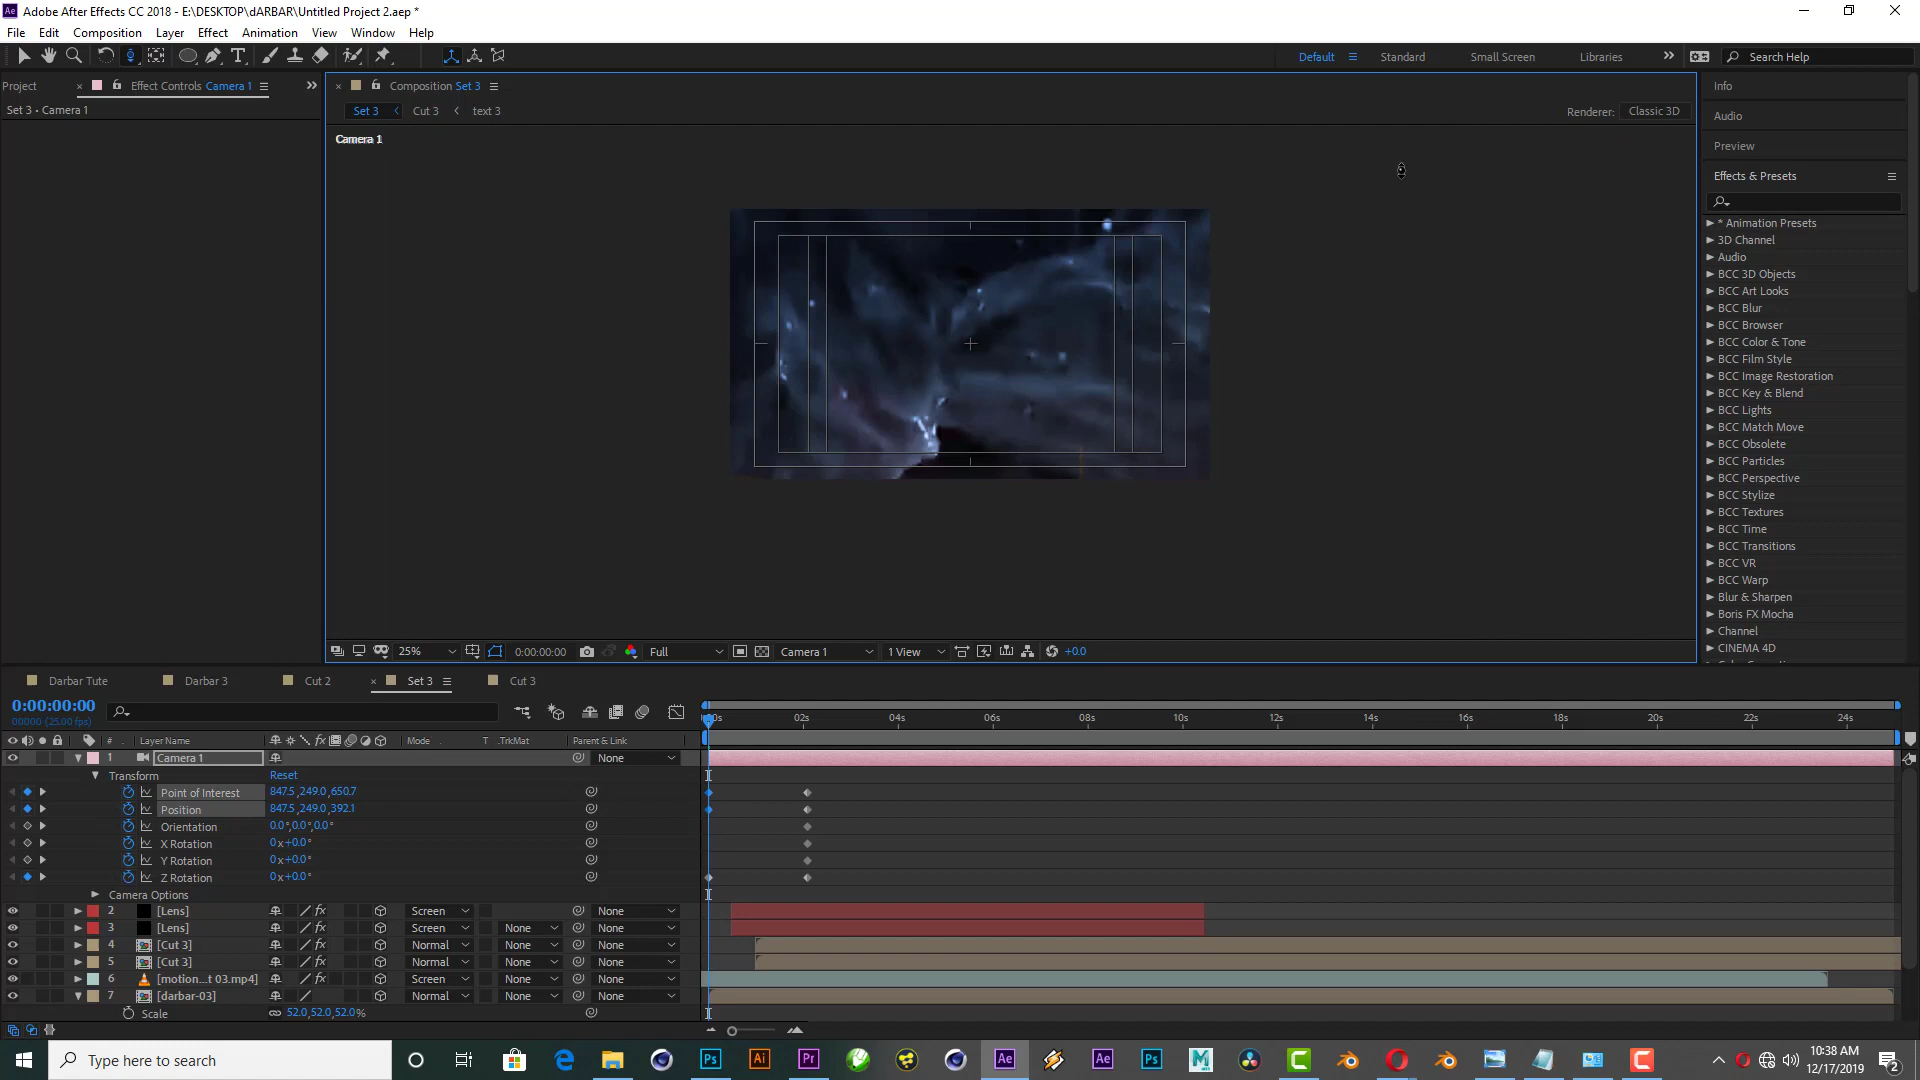 Adobe After Effects CC 2018 - E:\DESKTOP\dARBAR\Untitled Project 2.aep *
File Edit Composition Layer Effect Animation View Window Help
Default Standard Small Screen Libraries Search Help
Project Effect Controls Camera 1
Set 3 • Camera 1
Composition Set 3
Set 3 Cut 3 text 3
Renderer: Classic 3D
Camera 1
Info
Audio
Preview
Effects & Presets
* Animation Presets
3D Channel
Audio
BCC 3D Objects
BCC Art Looks
BCC Blur
BCC Browser
BCC Color & Tone
BCC Film Style
BCC Image Restoration
BCC Key & Blend
BCC Lights
BCC Match Move
BCC Obsolete
BCC Particles
BCC Perspective
BCC Stylize
BCC Textures
BCC Time
BCC Transitions
BCC VR
BCC Warp
Blur & Sharpen
Boris FX Mocha
Channel
CINEMA 4D
25% 0:00:00:00 Full Camera 1 1 View +0.0
Darbar Tute Darbar 3 Cut 2 Set 3 Cut 3
0:00:00:00
00000 (25.00 fps)
02s 04s 06s 08s 10s 12s 14s 16s 18s 20s 22s 24s
# Layer Name Mode T .TrkMat Parent & Link
1 Camera 1 None
Transform Reset
Point of Interest 847.5,249.0,650.7
Position 847.5,249.0,392.1
Orientation 0.0°,0.0°,0.0°
X Rotation 0x+0.0°
Y Rotation 0x+0.0°
Z Rotation 0x+0.0°
Camera Options
2 [Lens] Screen None
3 [Lens] Screen None None
4 [Cut 3] Normal None None
5 [Cut 3] Normal None None
6 [motion...t 03.mp4] Screen None None
7 [darbar-03] Normal None None
Scale 52.0,52.0,52.0%
Type here to search
10:38 AM
12/17/2019
2